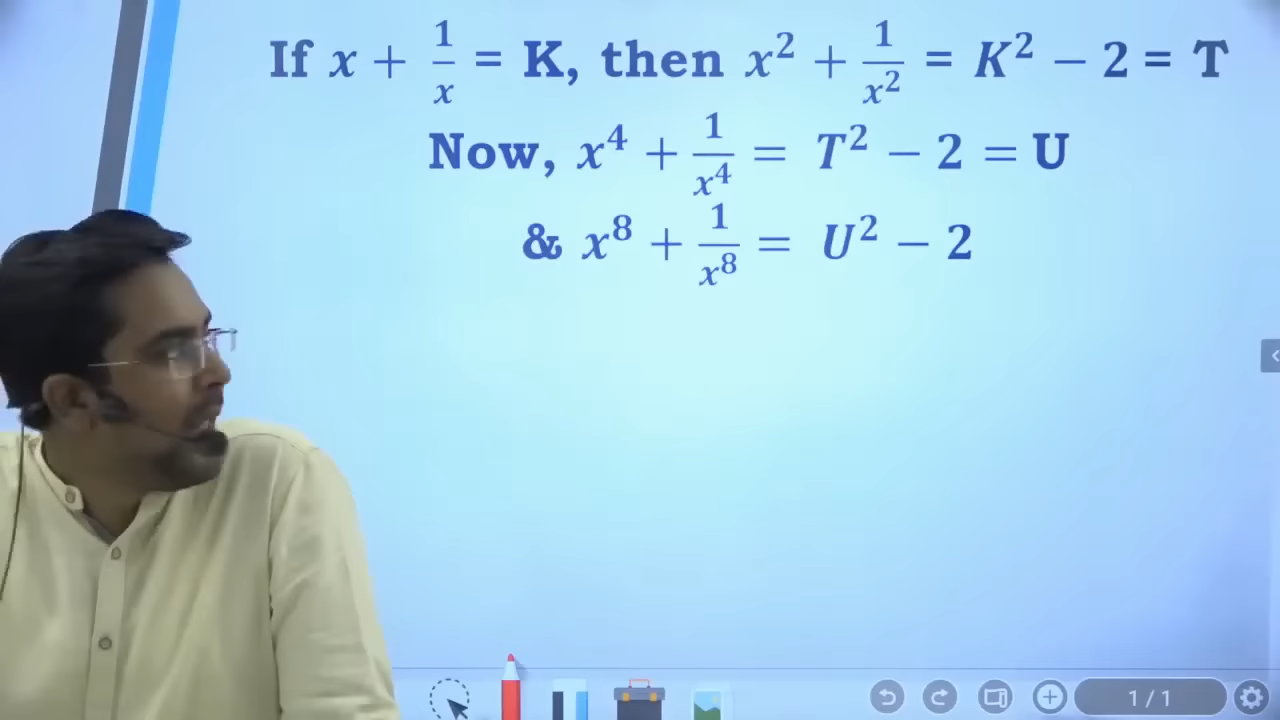 If x + 1/x = K, then x² + 1/x² = K² − 2 = T
Now, x⁴ + 1/x⁴ = T² − 2 = U
& x⁸ + 1/x⁸ = U² − 2
1 / 1